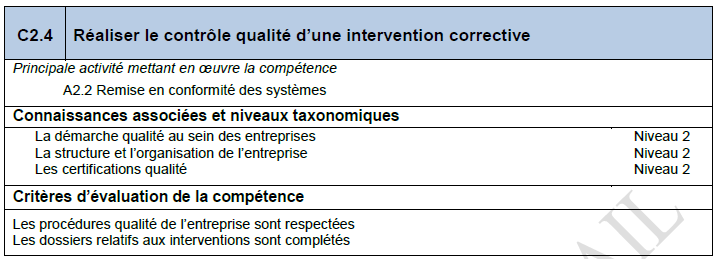 C2.4 Réaliser le contrôle qualité d'une intervention corrective
Principale activité mettant en œuvre la compétence
A2.2 Remise en conformité des systèmes
Connaissances associées et niveaux taxonomiques
La démarche qualité au sein des entreprises Niveau 2
La structure et l'organisation de l'entreprise Niveau 2
Les certifications qualité Niveau 2
Critères d'évaluation de la compétence
Les procédures qualité de l'entreprise sont respectées
Les dossiers relatifs aux interventions sont complétés
AIL